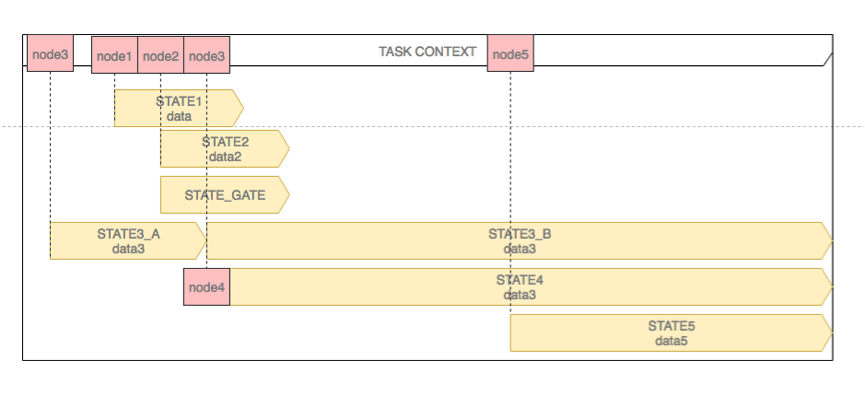 node3
node1
node2
node3
TASK CONTEXT
node5
STATE1
data
STATE2
data2
STATE_GATE
STATE3_A
data3
STATE3_B
data3
node4
STATE4
data3
STATE5
data5